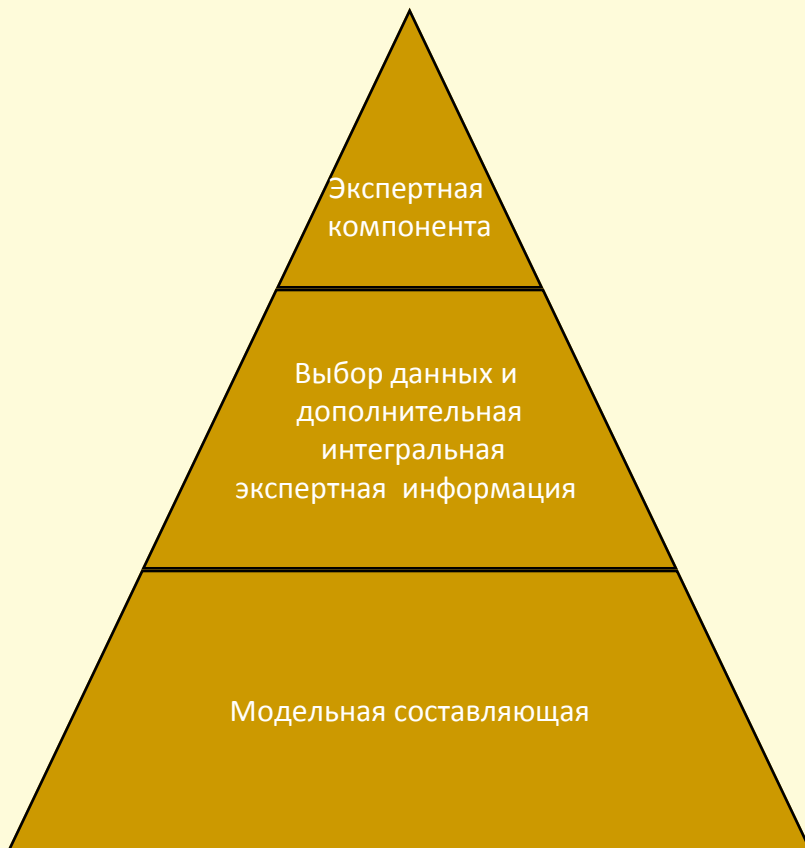 Экспертная
компонента
Выбор данных и
дополнительная
интегральная
экспертная информация
Модельная составляющая